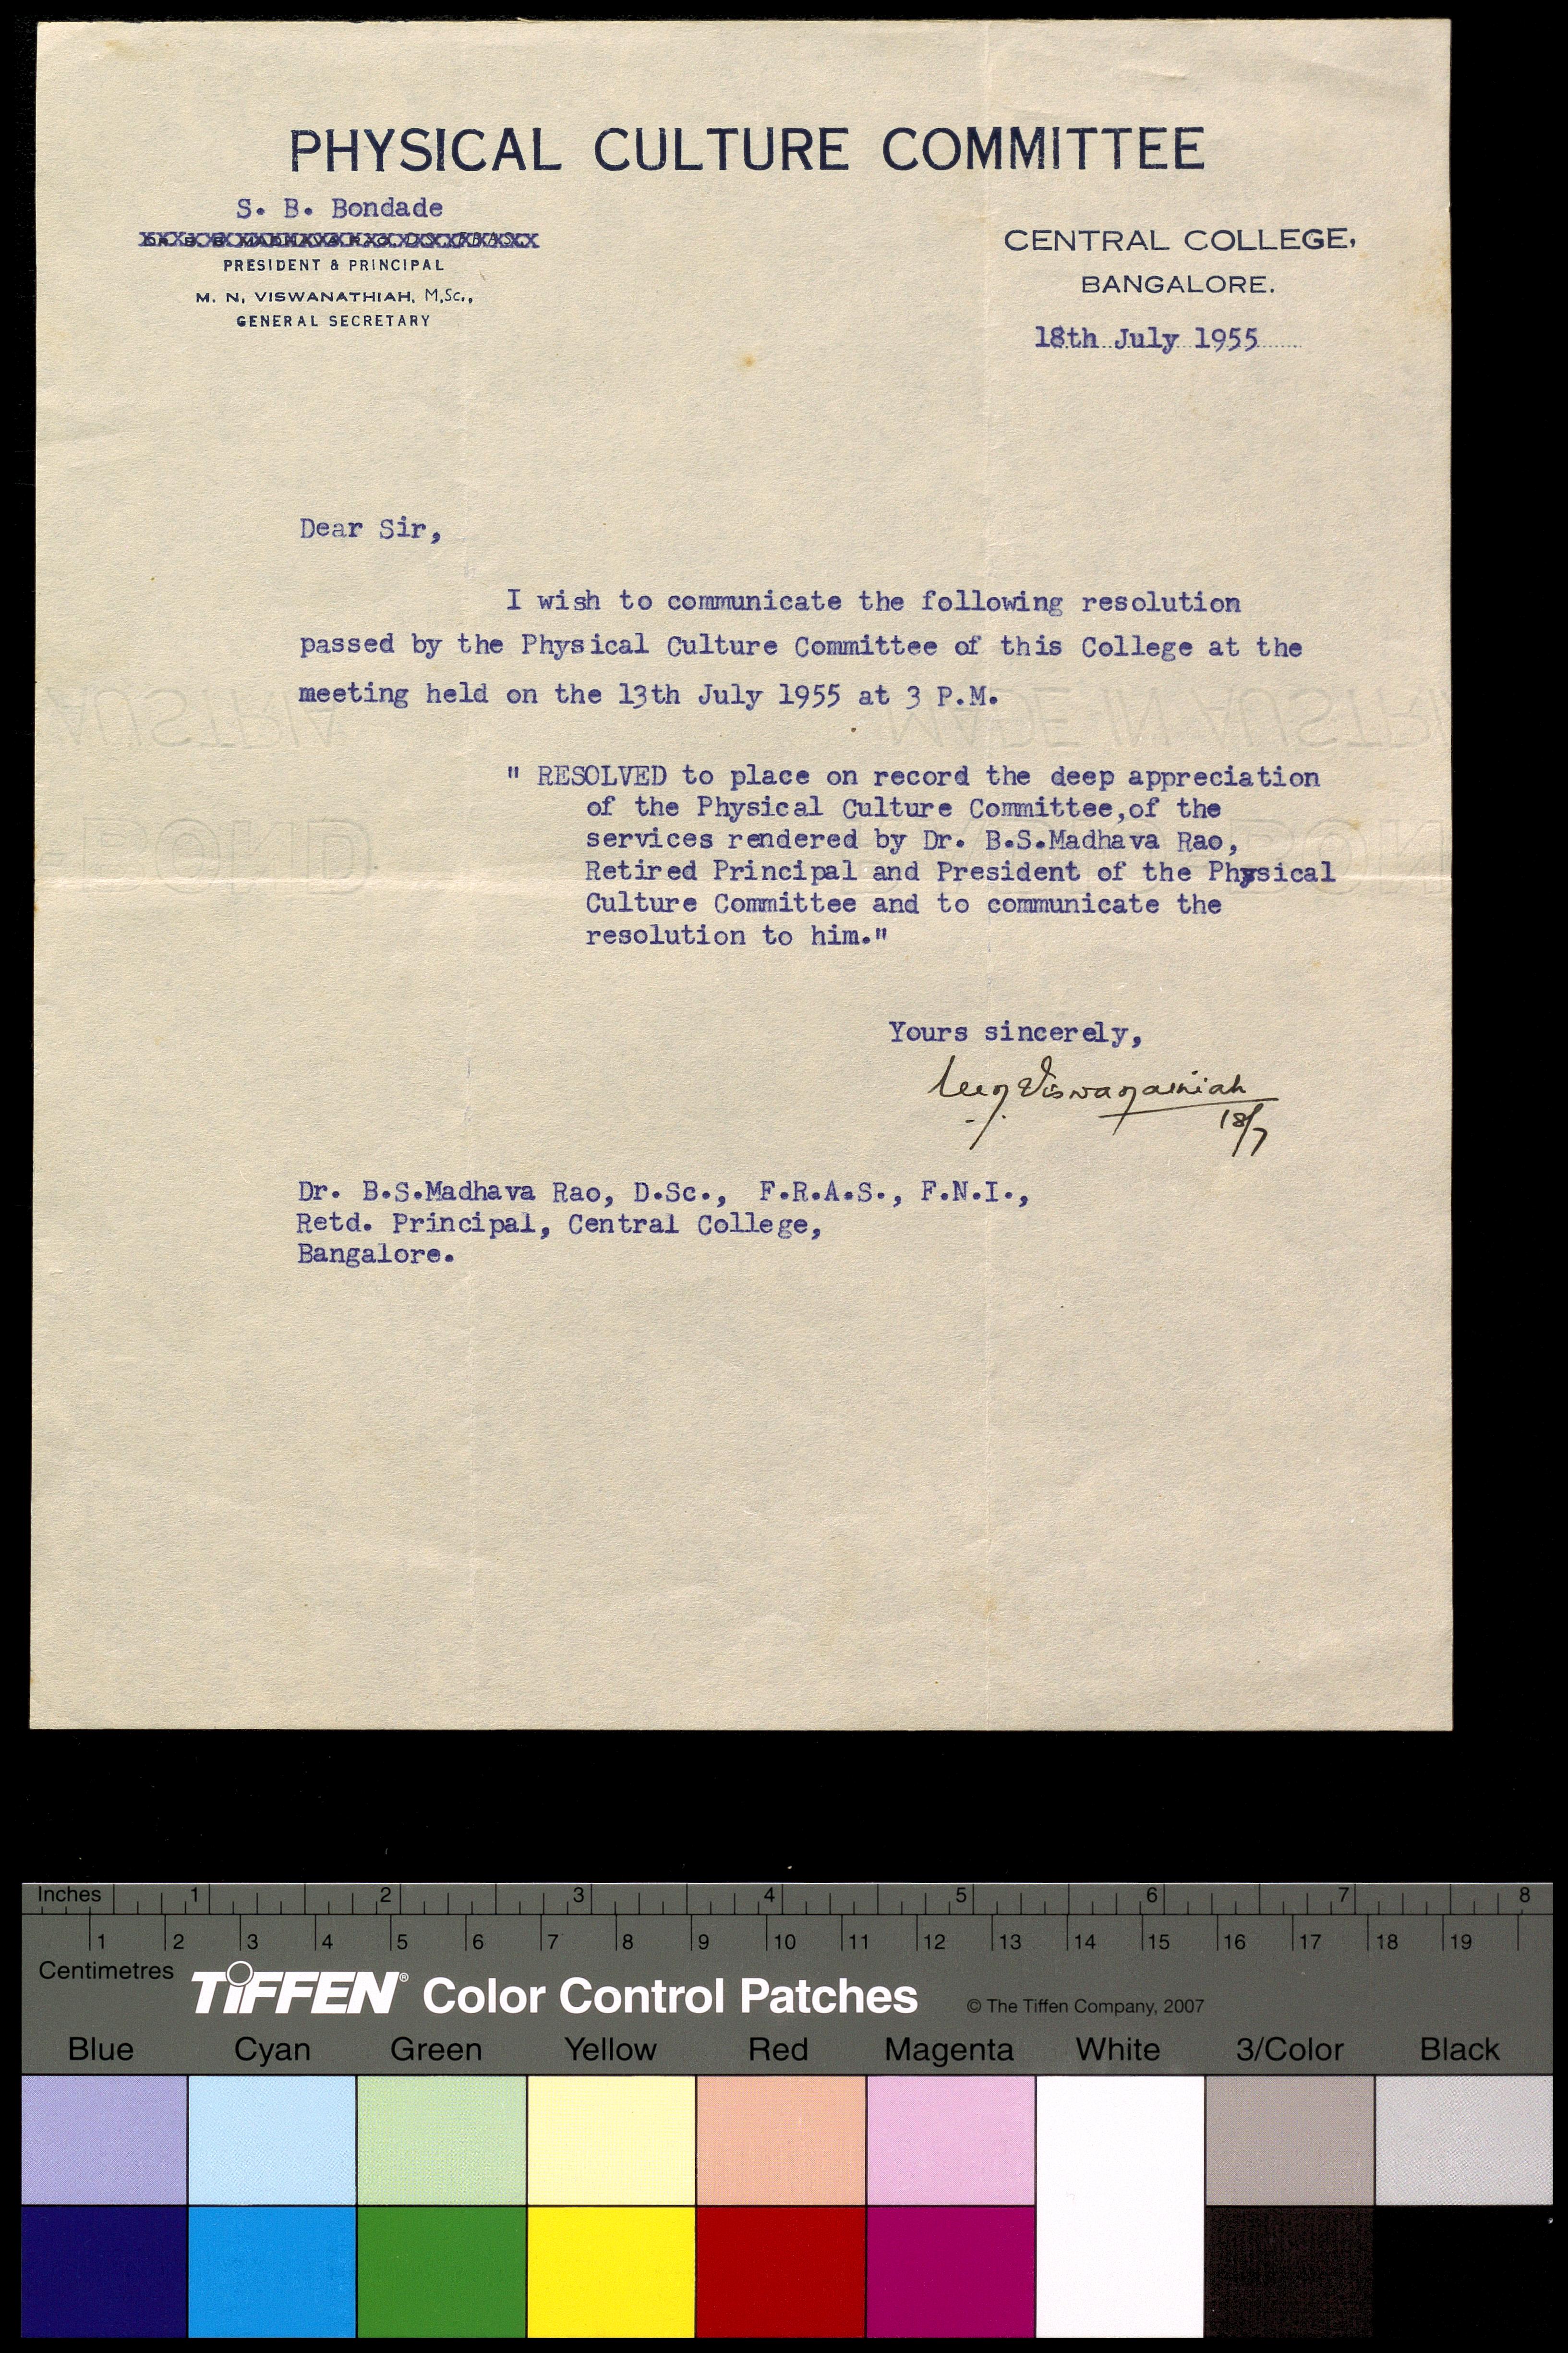 PHYSICAL CULTURE COMMITTEE
S. B. Bondade
PRESIDENT & PRINCIPAL
M. N. VISWANATHIAH, M.Sc.,
GENERAL SECRETARY
CENTRAL COLLEGE,
BANGALORE.
18th July 1955
Dear Sir,
I wish to communicate the following resolution
passed by the Physical Culture Committee of this College at the
meeting held on the 13th July 1955 at 3 P.M.
" RESOLVED to place on record the deep appreciation
of the Physical Culture Committee,of the
services rendered by Dr. B.S.Madhava Rao,
Retired Principal and President of the Physical
Culture Committee and to communicate the
resolution to him."
Yours sincerely,
M. N. Viswanathiah
18/7
Dr. B.S.Madhava Rao, D.Sc., F.R.A.S., F.N.I.,
Retd. Principal, Central College,
Bangalore.
AUSTRIA
MADE IN AUSTRI
POND
Inches 1 2 3 4 5 6 7 8
1 2 3 4 5 6 7 8 9 10 11 12 13 14 15 16 17 18 19
Centimetres
TIFFEN® Color Control Patches © The Tiffen Company, 2007
Blue Cyan Green Yellow Red Magenta White 3/Color Black